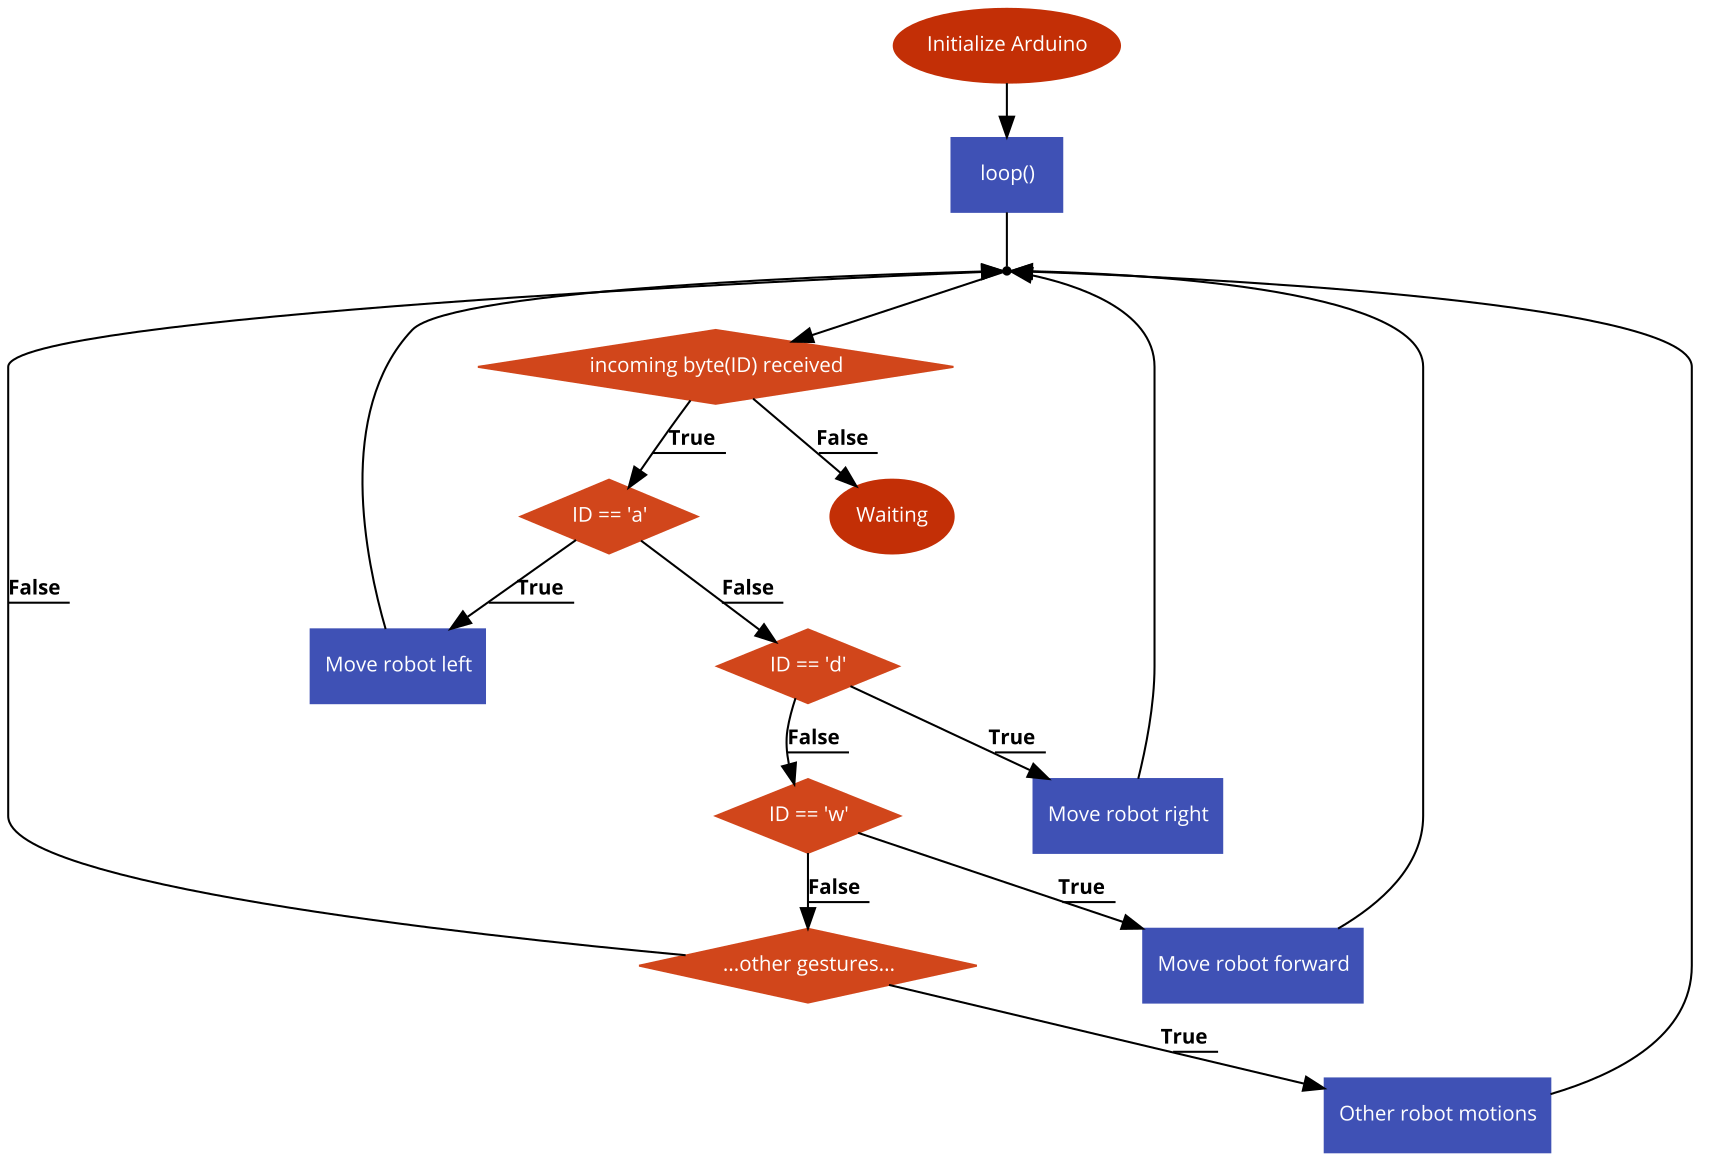 Initialize Arduino
loop()
incoming byte(ID) received
True
False
ID == 'a'
Waiting
False
True
False
Move robot left
ID == 'd'
False
True
ID == 'w'
Move robot right
False
True
...other gestures...
Move robot forward
True
Other robot motions